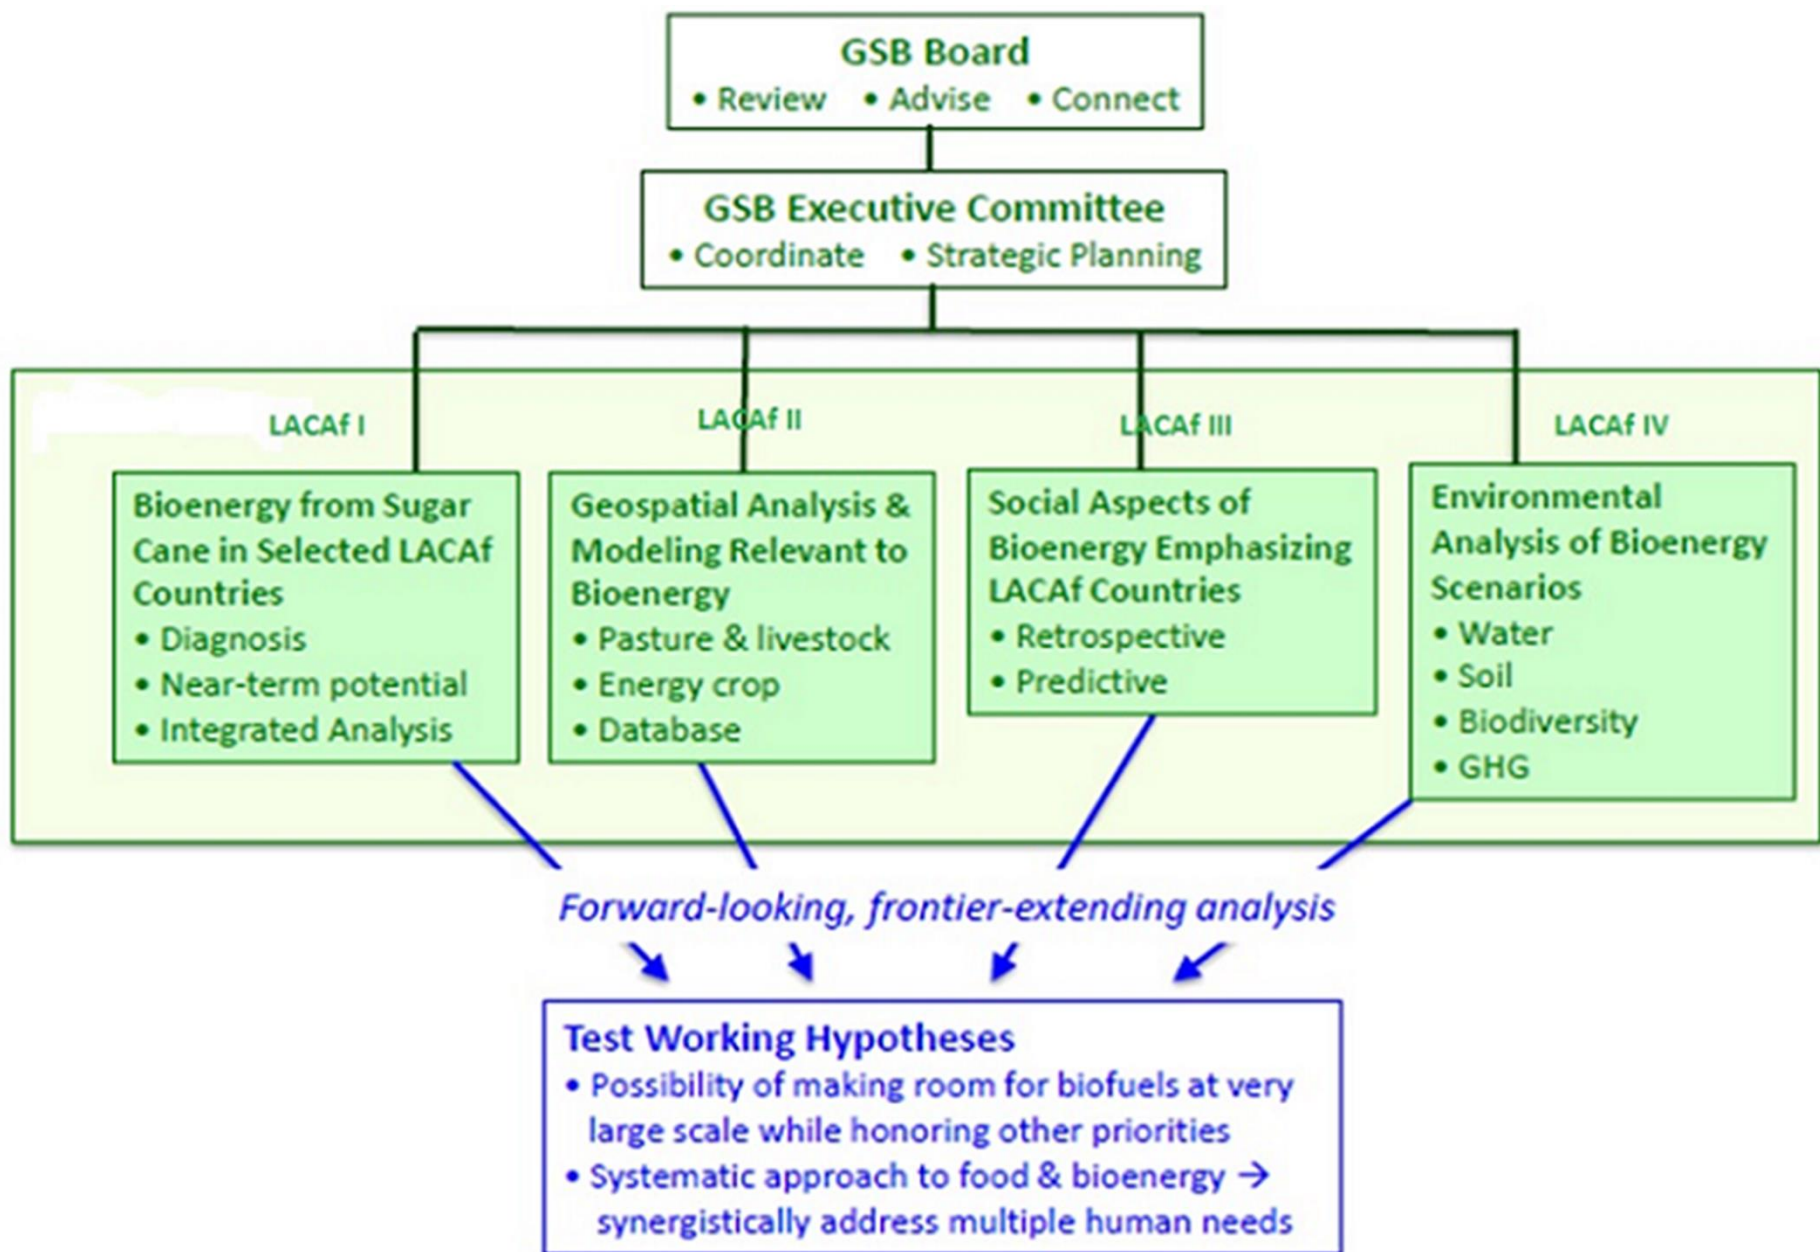 GSB Board
• Review • Advise • Connect
GSB Executive Committee
• Coordinate • Strategic Planning
LACAf I
LACAf II
LACAf III
LACAf IV
Bioenergy from Sugar
Cane in Selected LACAf
Countries
• Diagnosis
• Near-term potential
• Integrated Analysis
Geospatial Analysis &
Modeling Relevant to
Bioenergy
• Pasture & livestock
• Energy crop
• Database
Social Aspects of
Bioenergy Emphasizing
LACAf Countries
• Retrospective
• Predictive
Environmental
Analysis of Bioenergy
Scenarios
• Water
• Soil
• Biodiversity
• GHG
Forward-looking, frontier-extending analysis
Test Working Hypotheses
• Possibility of making room for biofuels at very
large scale while honoring other priorities
• Systematic approach to food & bioenergy →
synergistically address multiple human needs